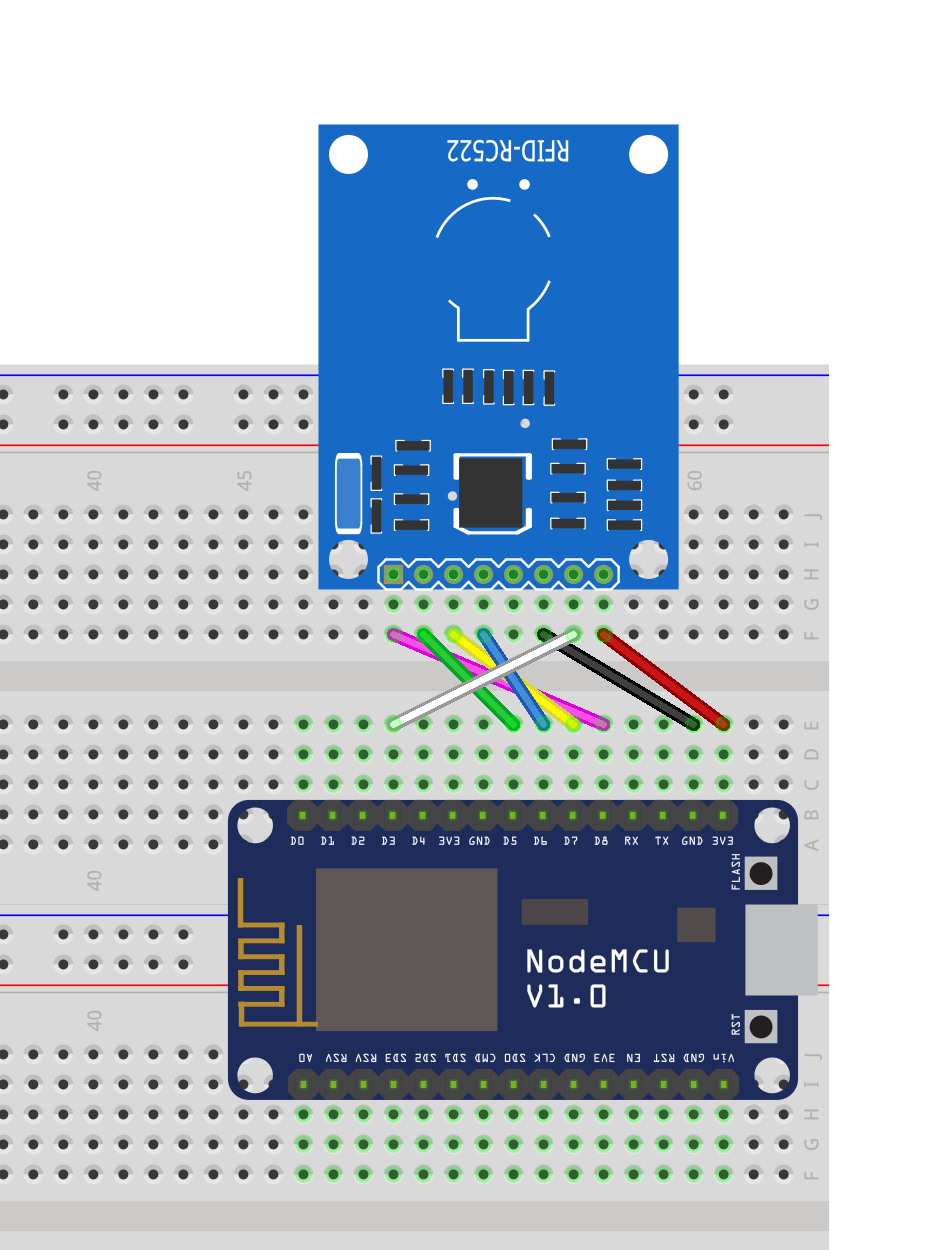 RFID-RC522
40
45
60
J
I
H
G
F
E
D
C
B
A
D0 D1 D2 D3 D4 3V3 GND D5 D6 D7 D8 RX TX GND 3V3
FLASH
40
NodeMCU
V1.0
40
RST
A0 RSV RSV SD3 SD2 SD1 CMD SD0 CLK GND 3V3 EN RST GND Vin
J
I
H
G
F